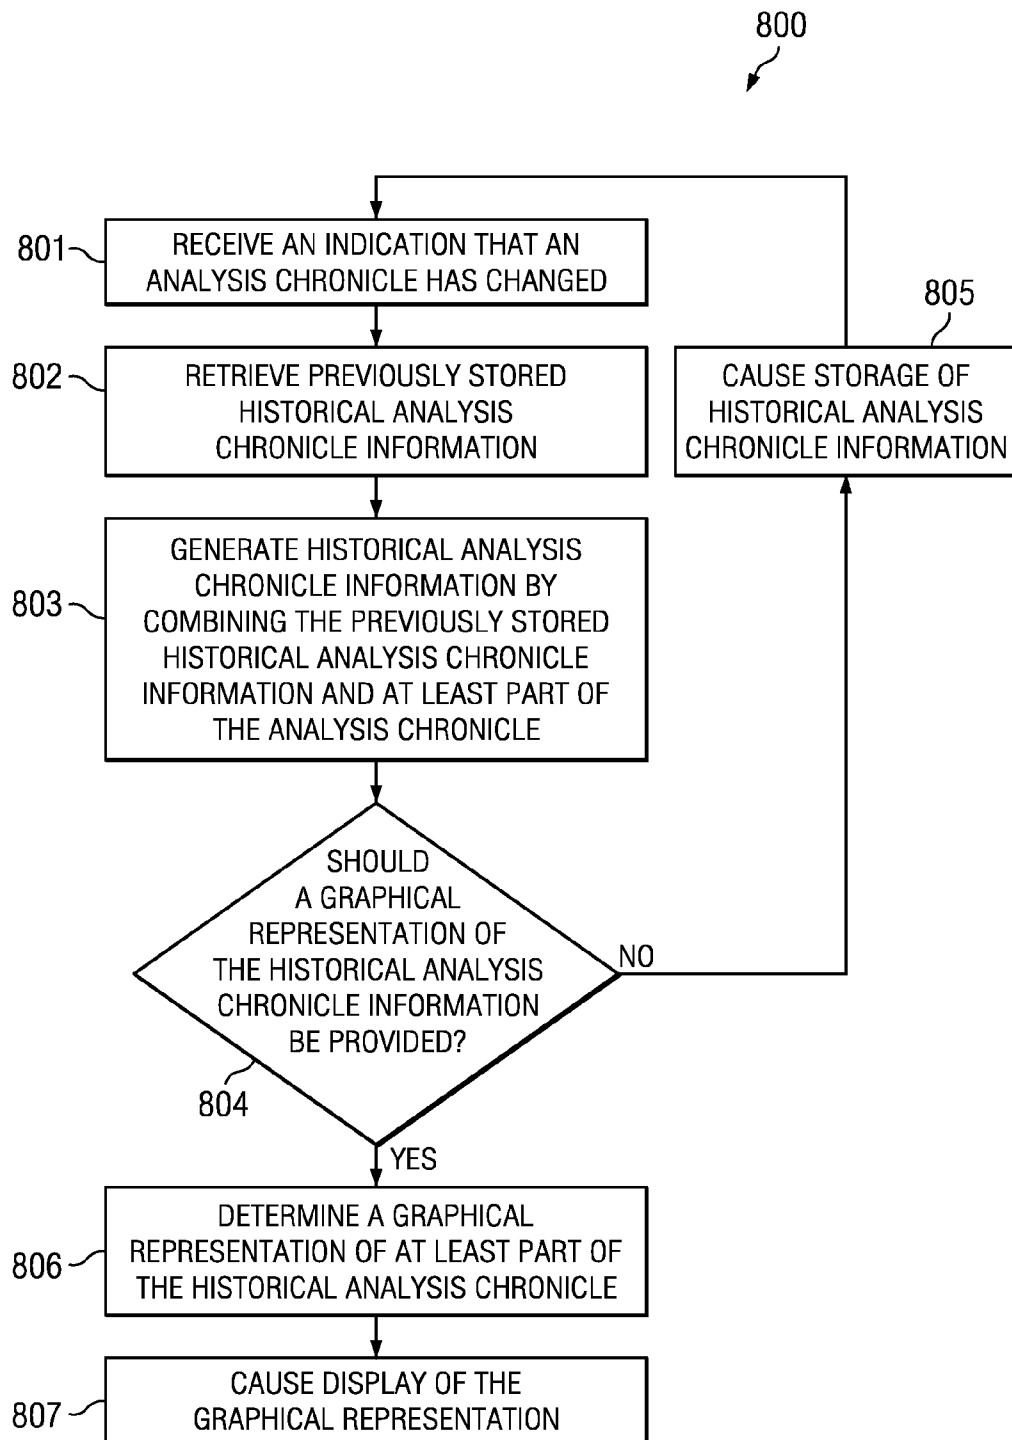 800
801
RECEIVE AN INDICATION THAT AN
ANALYSIS CHRONICLE HAS CHANGED
802
RETRIEVE PREVIOUSLY STORED
HISTORICAL ANALYSIS
CHRONICLE INFORMATION
805
CAUSE STORAGE OF
HISTORICAL ANALYSIS
CHRONICLE INFORMATION
803
GENERATE HISTORICAL ANALYSIS
CHRONICLE INFORMATION BY
COMBINING THE PREVIOUSLY STORED
HISTORICAL ANALYSIS CHRONICLE
INFORMATION AND AT LEAST PART OF
THE ANALYSIS CHRONICLE
SHOULD
A GRAPHICAL
REPRESENTATION OF
THE HISTORICAL ANALYSIS
CHRONICLE INFORMATION
BE PROVIDED?
NO
804
YES
806
DETERMINE A GRAPHICAL
REPRESENTATION OF AT LEAST PART OF
THE HISTORICAL ANALYSIS CHRONICLE
807
CAUSE DISPLAY OF THE
GRAPHICAL REPRESENTATION